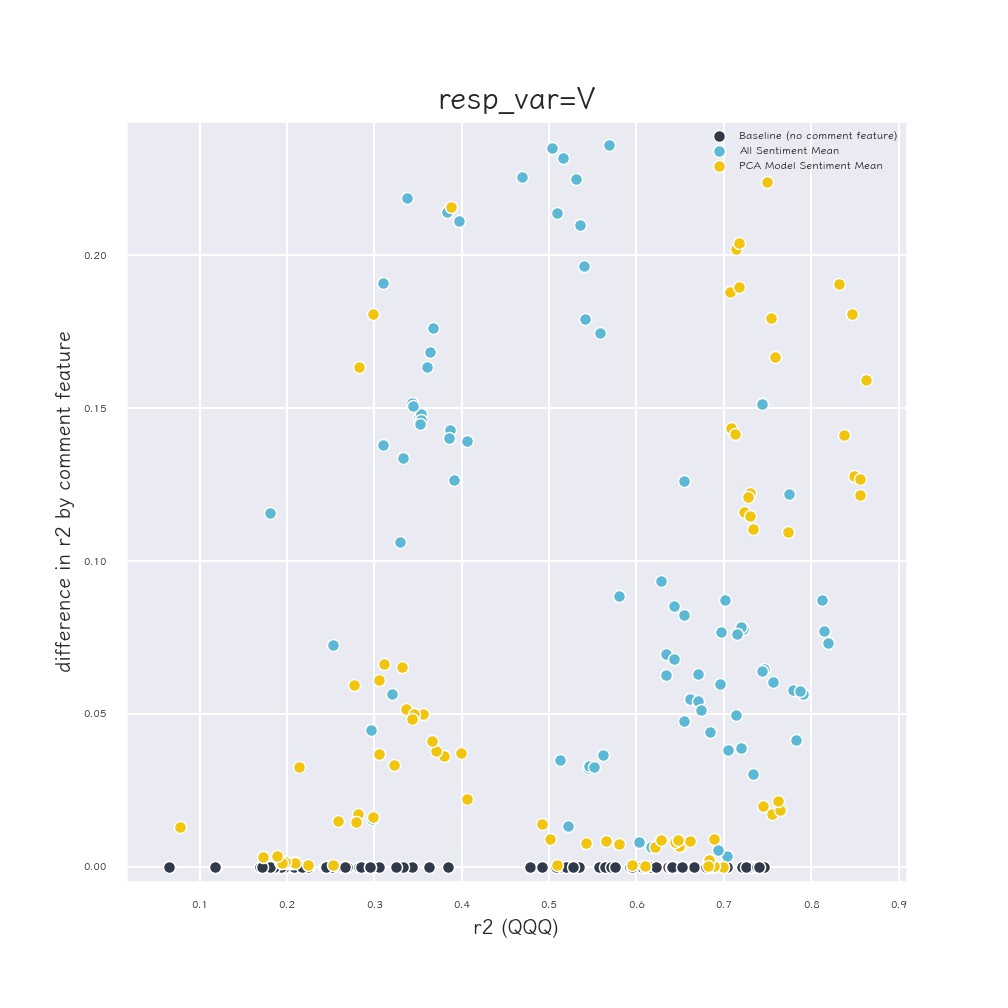 resp_var=V
Baseline (no comment feature)
All Sentiment Mean
PCA Model Sentiment Mean
difference in r2 by comment feature
0.20
0.15
0.10
0.05
0.00
0.1 0.2 0.3 0.4 0.5 0.6 0.7 0.8 0.9
r2 (QQQ)